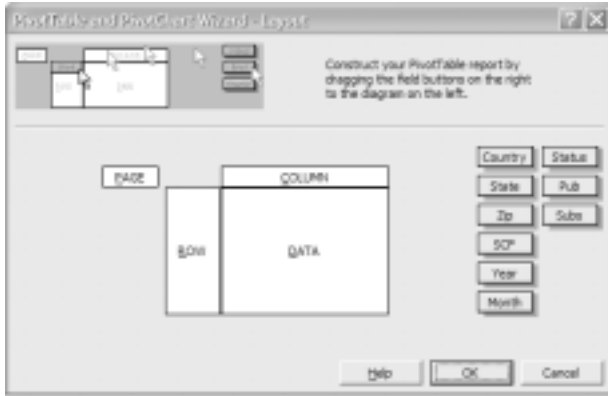 PivotTable and PivotChart Wizard - Layout
Construct your PivotTable report by
dragging the field buttons on the right
to the diagram on the left.
PAGE
COLUMN
ROW
DATA
Country Status
State Pub
Zip Subs
SCF
Year
Month
Help OK Cancel